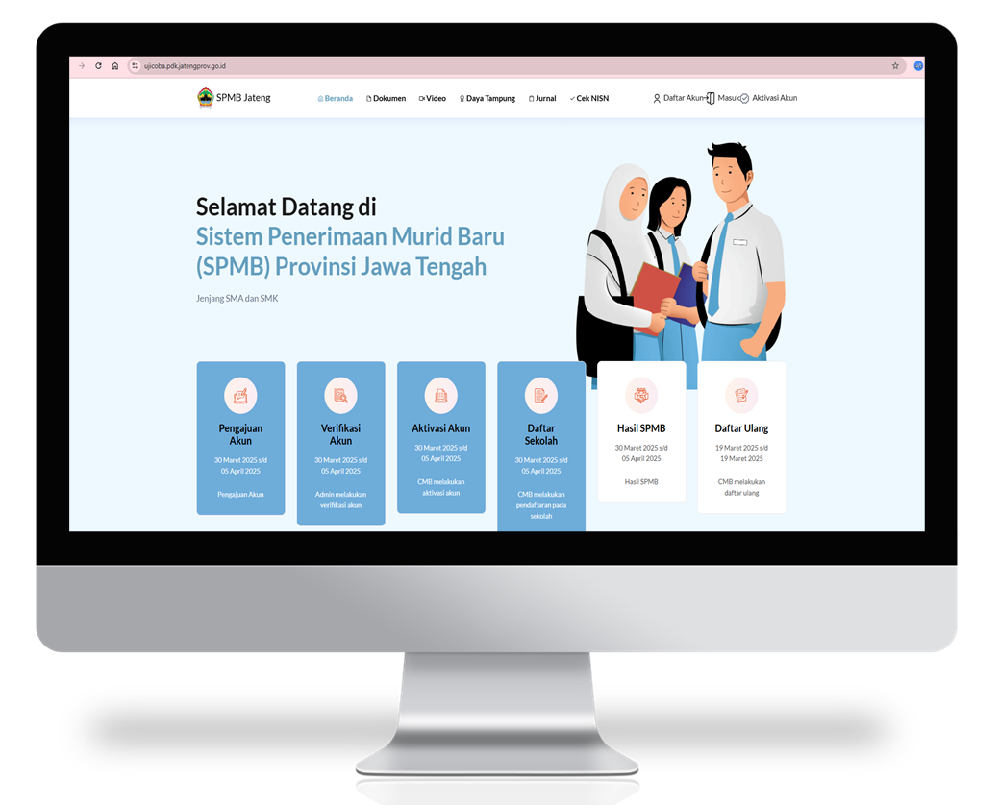 ujicoba.pdk.jatengprov.go.id
SPMB Jateng
Beranda
Dokumen
Video
Daya Tampung
Jurnal
Cek NISN
Daftar Akun
Masuk
Aktivasi Akun
Selamat Datang di
Sistem Penerimaan Murid Baru
(SPMB) Provinsi Jawa Tengah
Jenjang SMA dan SMK
Pengajuan
Akun
30 Maret 2025 s/d
05 April 2025
Pengajuan Akun
Verifikasi
Akun
30 Maret 2025 s/d
05 April 2025
Admin melakukan
verifikasi akun
Aktivasi Akun
30 Maret 2025 s/d
05 April 2025
CMB melakukan
aktivasi akun
Daftar
Sekolah
30 Maret 2025 s/d
05 April 2025
CMB melakukan
pendaftaran pada
sekolah
Hasil SPMB
30 Maret 2025 s/d
05 April 2025
Hasil SPMB
Daftar Ulang
19 Maret 2025 s/d
19 Maret 2025
CMB melakukan
daftar ulang